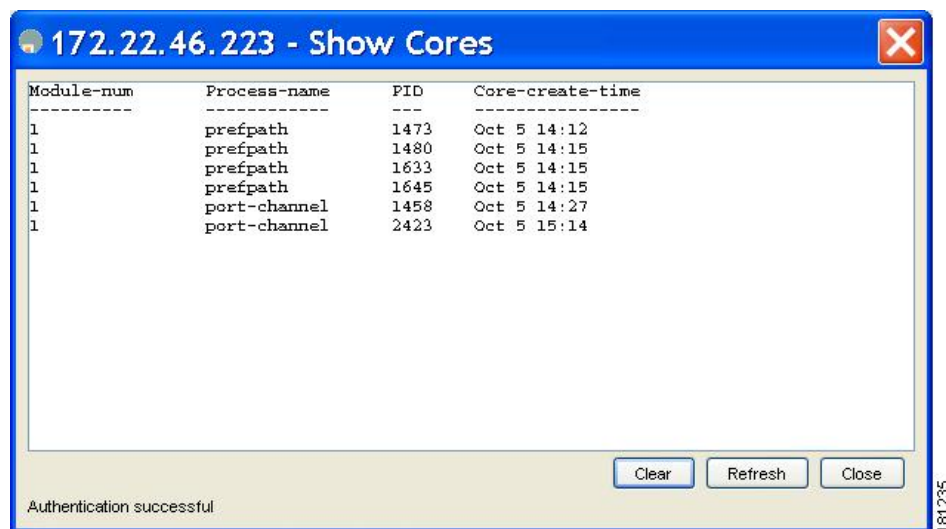 172.22.46.223 - Show Cores
Module-num Process-name PID Core-create-time
---------- ------------ --- ----------------
1 prefpath 1473 Oct 5 14:12
1 prefpath 1480 Oct 5 14:15
1 prefpath 1633 Oct 5 14:15
1 prefpath 1645 Oct 5 14:15
1 port-channel 1458 Oct 5 14:27
1 port-channel 2423 Oct 5 15:14
Clear Refresh Close
Authentication successful
81235